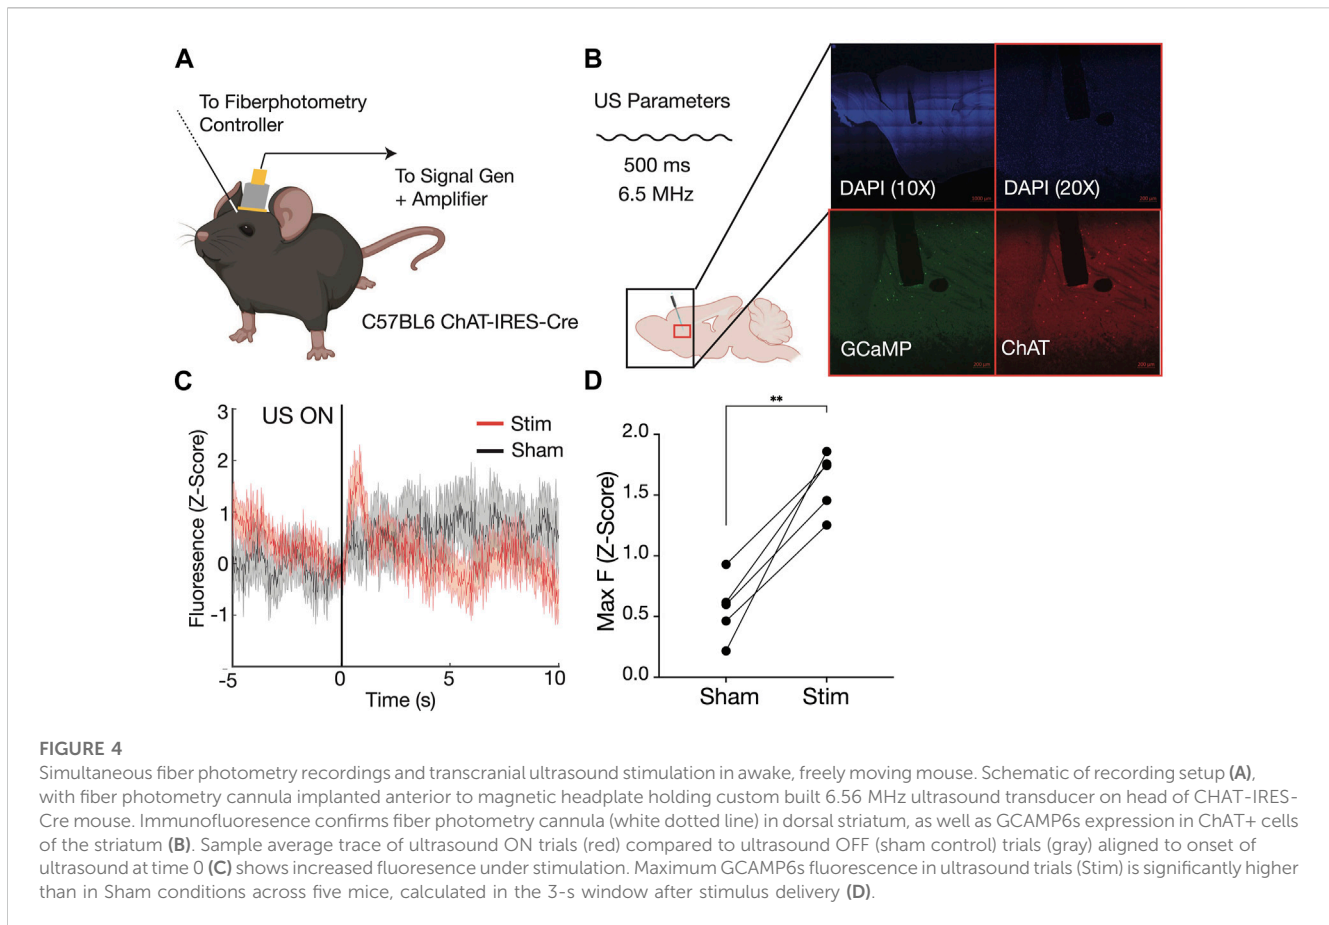 A
To Fiberphotometry
Controller
To Signal Gen
+ Amplifier
C57BL6 ChAT-IRES-Cre
B
US Parameters
500 ms
6.5 MHz
DAPI (10X)
DAPI (20X)
GCaMP
ChAT
200 µm
200 µm
C
US ON
Stim
Sham
Fluoresence (Z-Score)
3
2
1
0
-1
-5
0
5
10
Time (s)
D
**
Max F (Z-Score)
2.0
1.5
1.0
0.5
0.0
Sham
Stim
FIGURE 4
Simultaneous fiber photometry recordings and transcranial ultrasound stimulation in awake, freely moving mouse. Schematic of recording setup (A),
with fiber photometry cannula implanted anterior to magnetic headplate holding custom built 6.56 MHz ultrasound transducer on head of CHAT-IRES-
Cre mouse. Immunofluoresence confirms fiber photometry cannula (white dotted line) in dorsal striatum, as well as GCAMP6s expression in ChAT+ cells
of the striatum (B). Sample average trace of ultrasound ON trials (red) compared to ultrasound OFF (sham control) trials (gray) aligned to onset of
ultrasound at time 0 (C) shows increased fluoresence under stimulation. Maximum GCAMP6s fluorescence in ultrasound trials (Stim) is significantly higher
than in Sham conditions across five mice, calculated in the 3-s window after stimulus delivery (D).